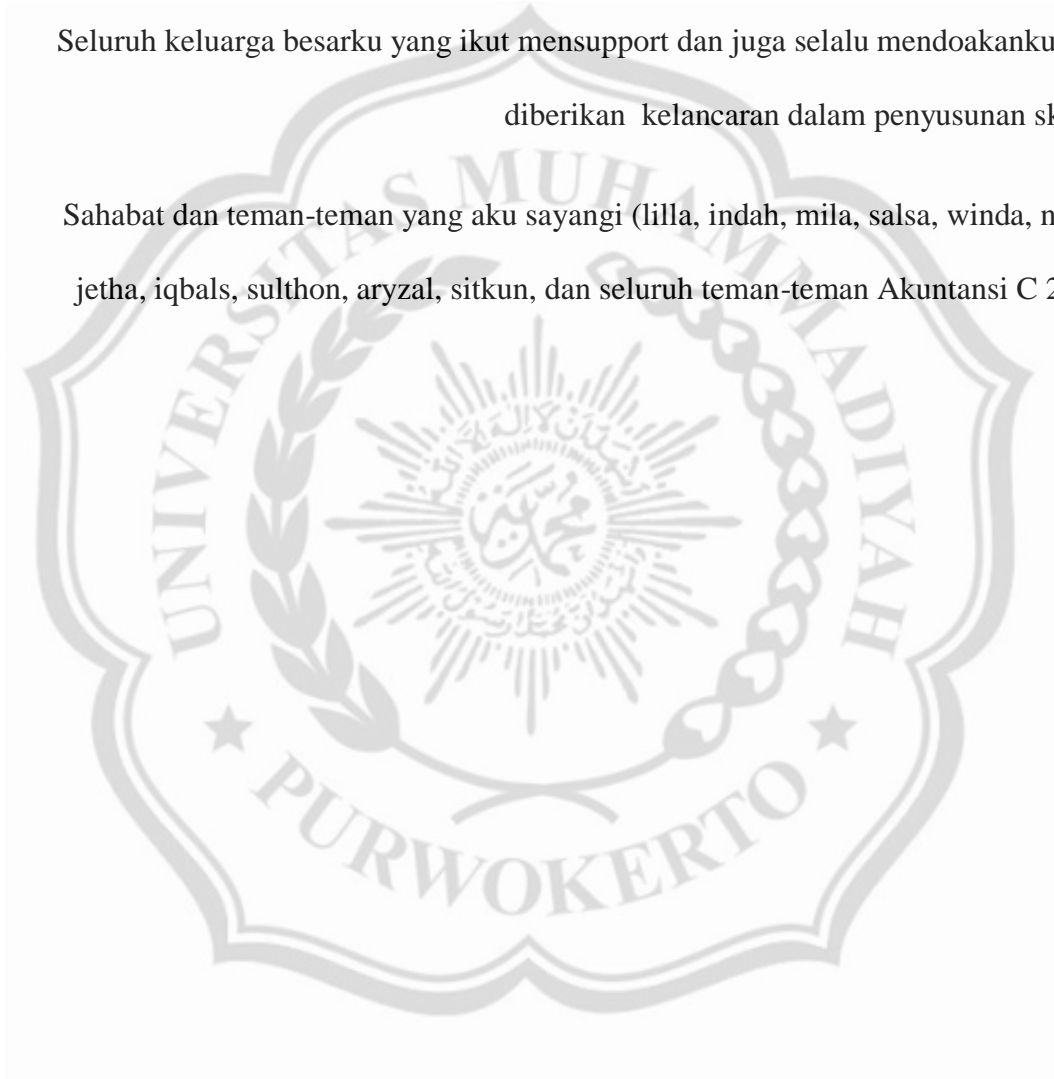 Seluruh keluarga besarku yang ikut mensupport dan juga selalu mendoakanku
diberikan kelancaran dalam penyusunan
Sahabat dan teman-teman yang aku sayangi (lilla, indah, mila, salsa, winda,
jetha, iqbals, sulthon, aryzal, sitkun, dan seluruh teman-teman Akuntansi C
UNIVERSITAS MUHAMMADIYAH
PURWOKERTO